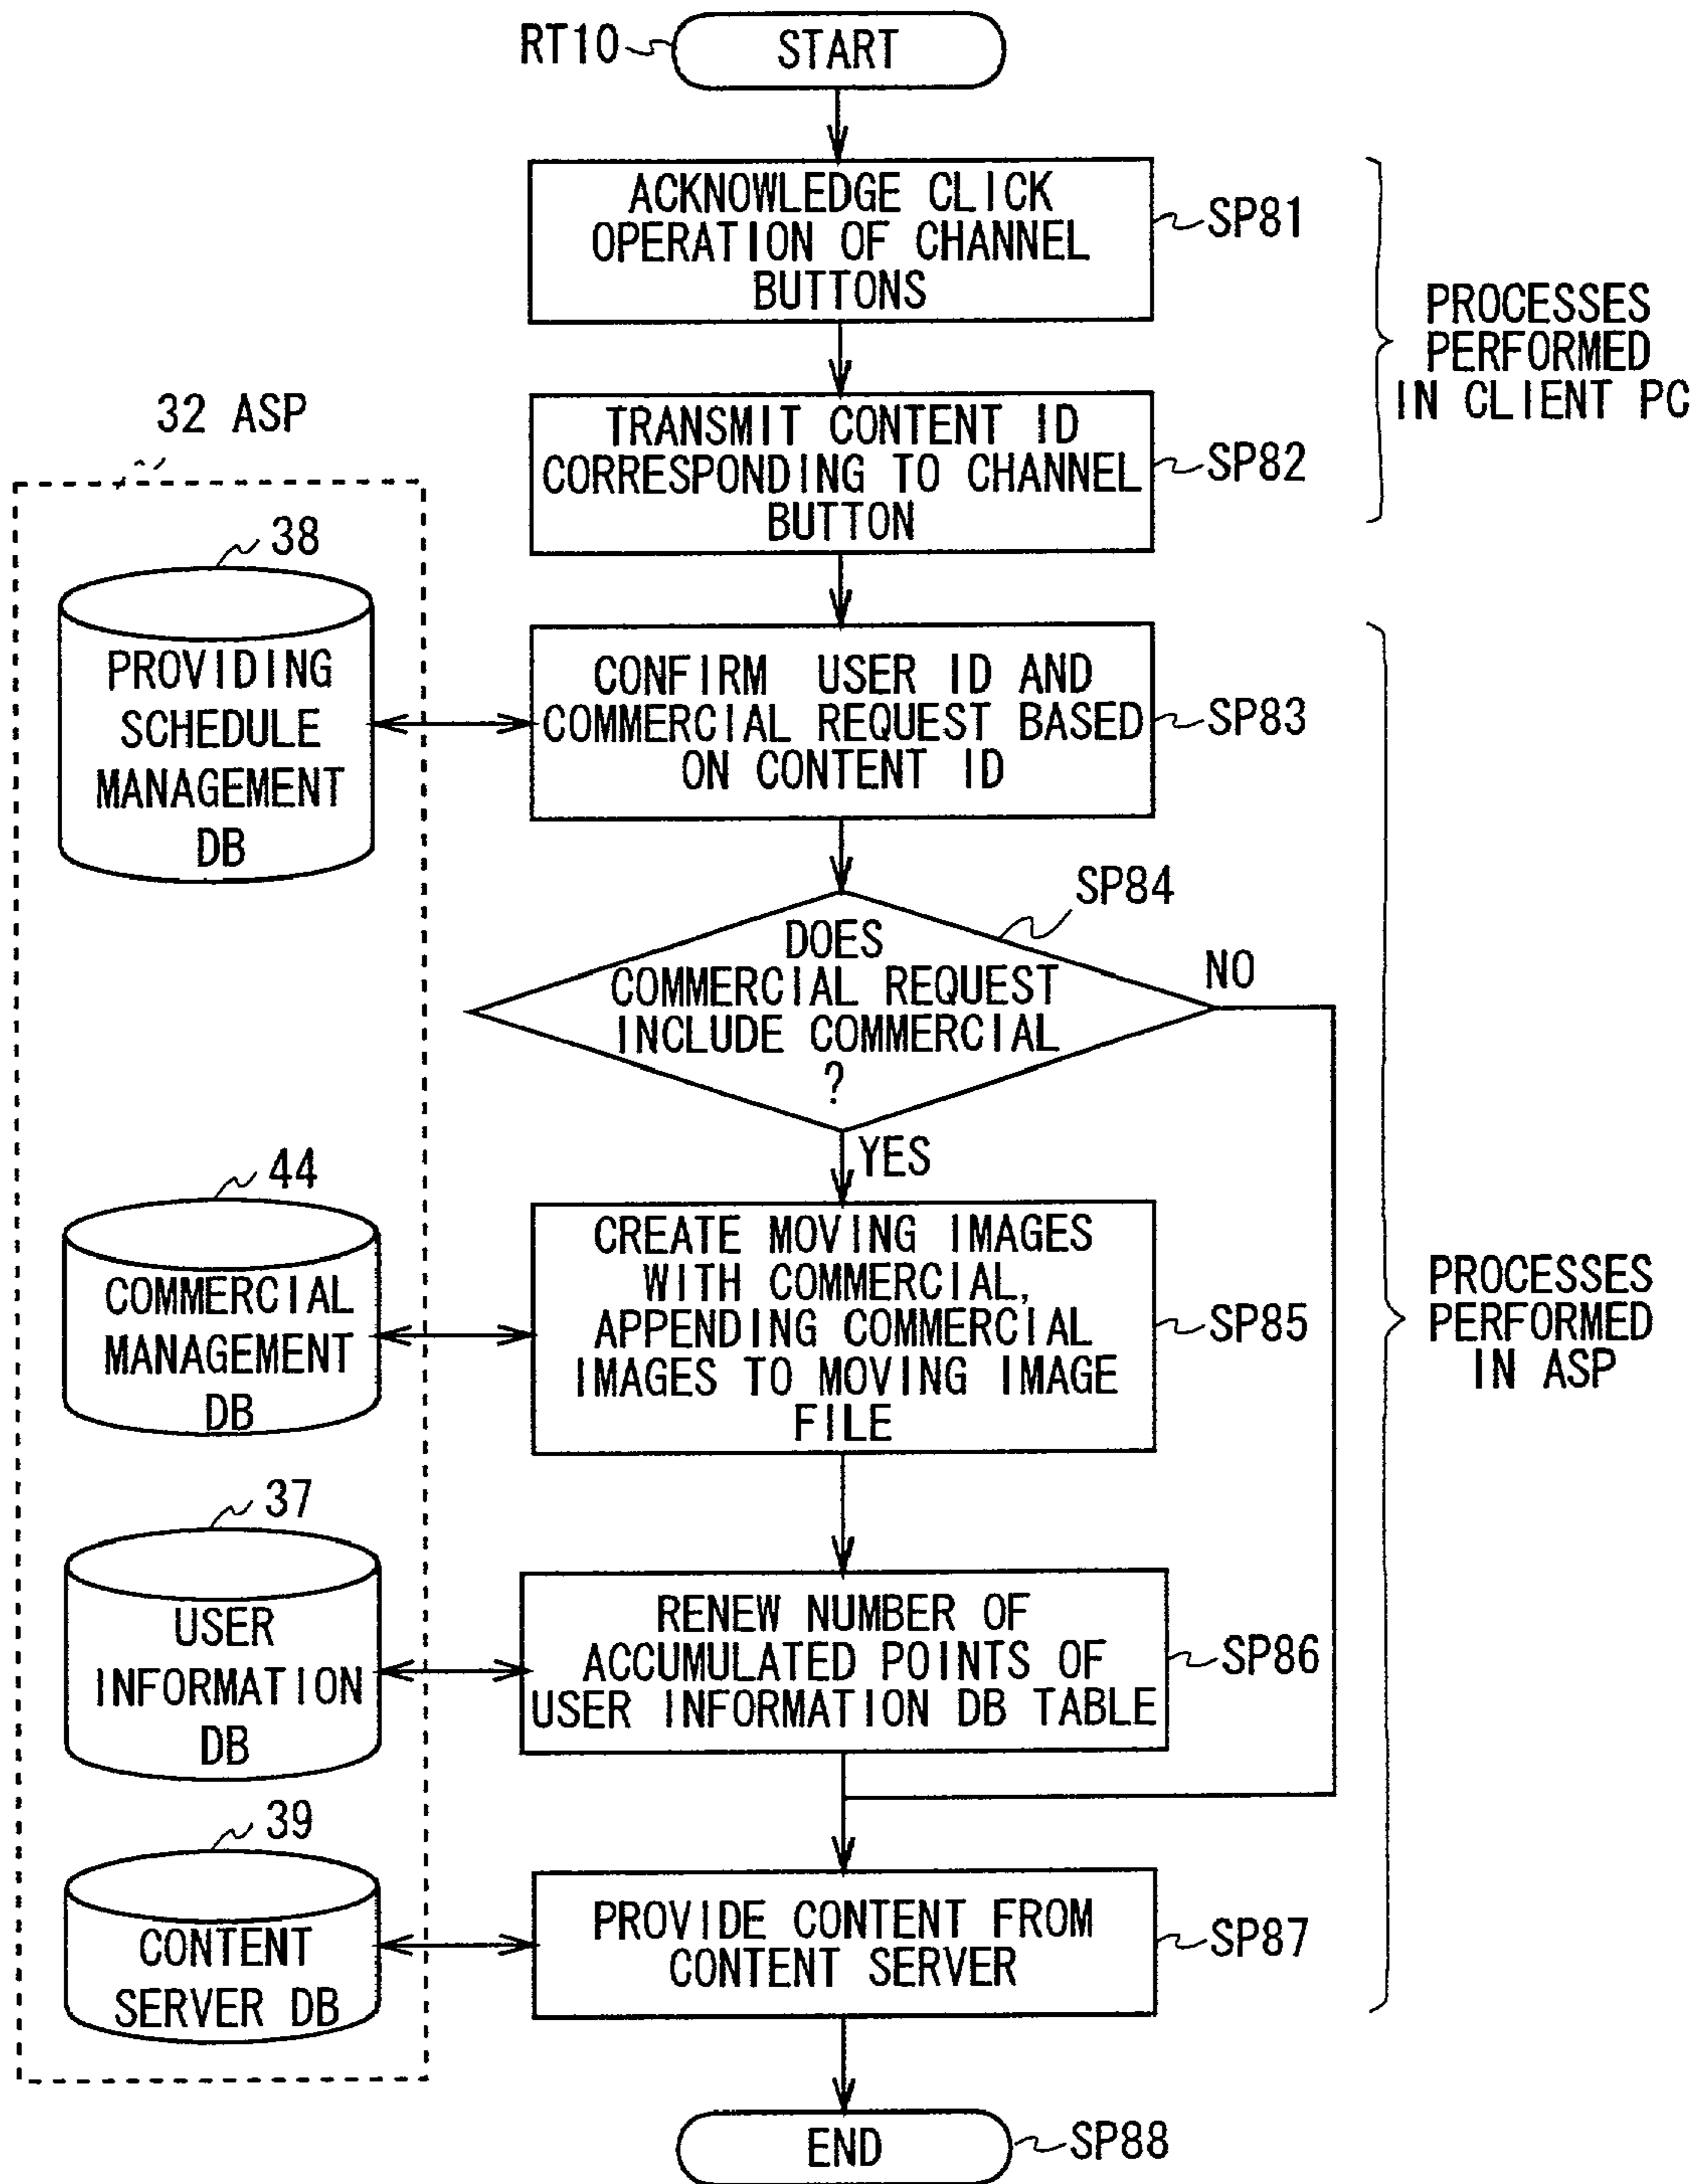 RT10
START
ACKNOWLEDGE CLICK
OPERATION OF CHANNEL
BUTTONS
SP81
PROCESSES
PERFORMED
IN CLIENT PC
TRANSMIT CONTENT ID
CORRESPONDING TO CHANNEL
BUTTON
SP82
32 ASP
38
PROVIDING
SCHEDULE
MANAGEMENT
DB
CONFIRM USER ID AND
COMMERCIAL REQUEST BASED
ON CONTENT ID
SP83
SP84
DOES
COMMERCIAL REQUEST
INCLUDE COMMERCIAL
?
NO
YES
44
COMMERCIAL
MANAGEMENT
DB
CREATE MOVING IMAGES
WITH COMMERCIAL,
APPENDING COMMERCIAL
IMAGES TO MOVING IMAGE
FILE
SP85
PROCESSES
PERFORMED
IN ASP
37
USER
INFORMATION
DB
RENEW NUMBER OF
ACCUMULATED POINTS OF
USER INFORMATION DB TABLE
SP86
39
CONTENT
SERVER DB
PROVIDE CONTENT FROM
CONTENT SERVER
SP87
END
SP88